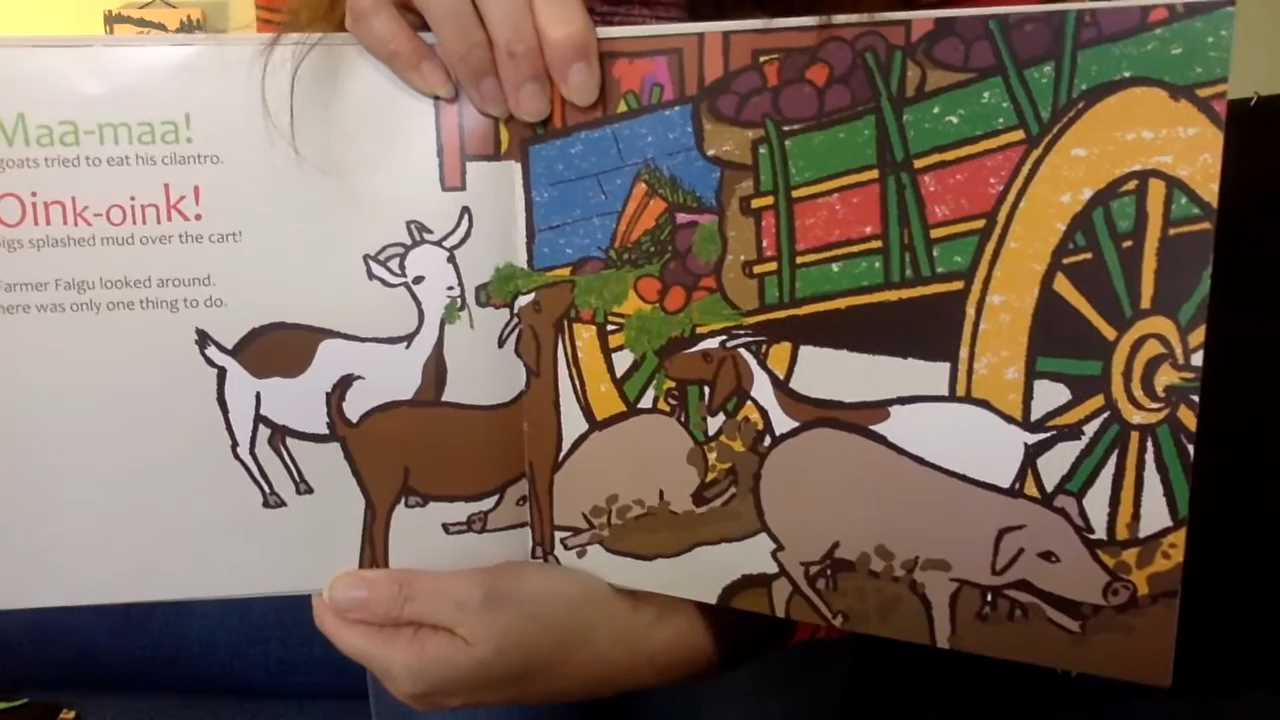 Maa-maa!
goats tried to eat his cilantro.
Oink-oink!
pigs splashed mud over the cart!
Farmer Falgu looked around.
There was only one thing to do.